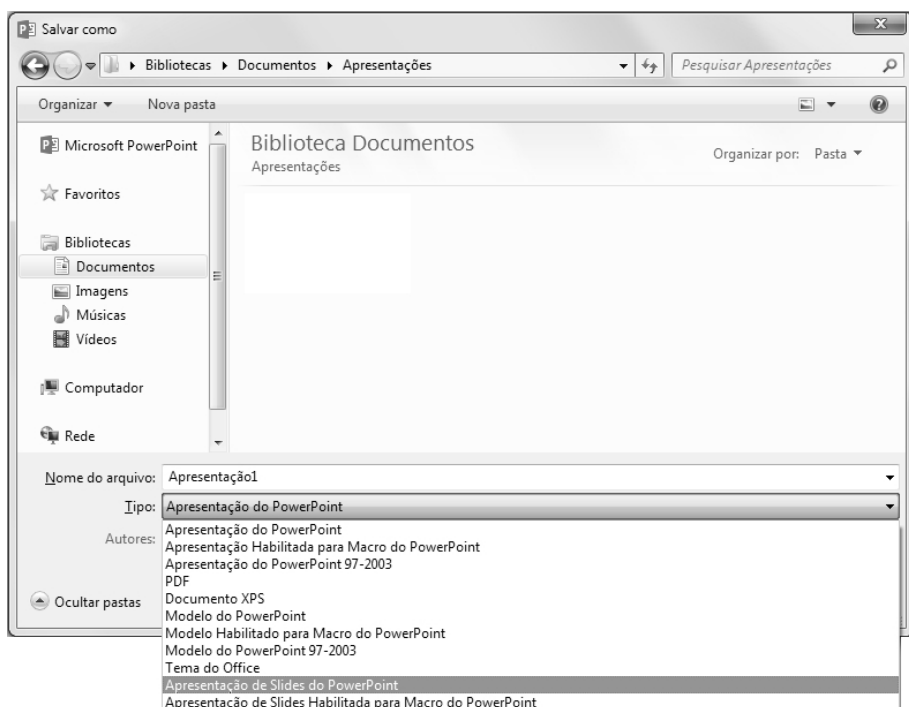 Salvar como
Bibliotecas Documentos Apresentações
Pesquisar Apresentações
Organizar
Nova pasta
Microsoft PowerPoint
Favoritos
Bibliotecas
Documentos
Imagens
Músicas
Vídeos
Computador
Rede
Biblioteca Documentos
Apresentações
Organizar por: Pasta
Nome do arquivo: Apresentação1
Tipo: Apresentação do PowerPoint
Autores:
Ocultar pastas
Apresentação do PowerPoint
Apresentação Habilitada para Macro do PowerPoint
Apresentação do PowerPoint 97-2003
PDF
Documento XPS
Modelo do PowerPoint
Modelo Habilitado para Macro do PowerPoint
Modelo do PowerPoint 97-2003
Tema do Office
Apresentação de Slides do PowerPoint
Apresentação de Slides Habilitada para Macro do PowerPoint